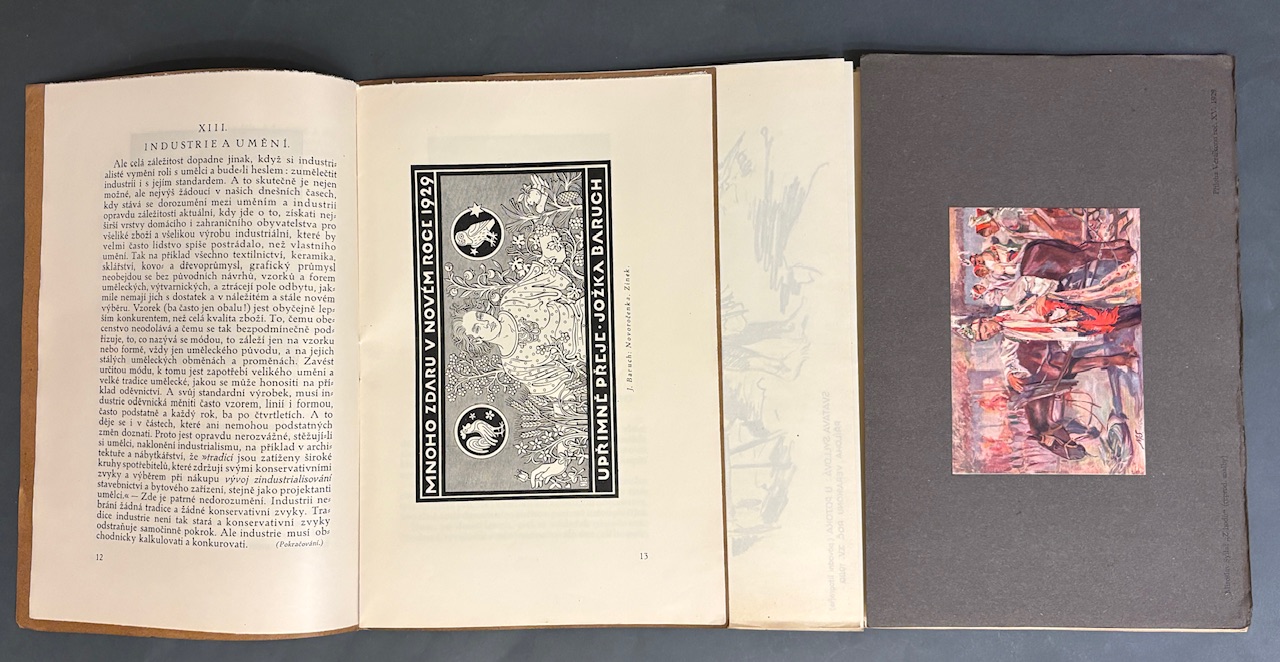 XIII.
INDUSTRIE A UMĚNÍ.
Ale celá záležitost dopadne jinak, když si industri-
alisté vymění roli s umělci a bude-li heslem: zumělečtit
industrii i s jejím standardem. A to skutečně je nejen
možné, ale nejvýš žádoucí v našich dnešních časech,
kdy stává se dorozumění mezi uměním a industrií
opravdu záležitostí aktuální, kdy jde o to, získati nej-
širší vrstvy domácího i zahraničního obyvatelstva pro
všeliké zboží a všelikou výrobu industriální, které by
velmi často lidstvo spíše postrádalo, než vlastního
umění. Tak na příklad všechno textilnictví, keramika,
sklářství, kovo- a dřevoprůmysl, grafický průmysl
neobejdou se bez původních návrhů, vzorků a forem
uměleckých, výtvarnických, a ztrácejí pole odbytu, jak-
mile nemají jich s dostatek a v náležitém a stále novém
výběru. Vzorek (ba často jen obalu!) jest obyčejně lep-
ším konkurentem, než celá kvalita zboží. To, čemu obe-
censtvo neodolává a čemu se tak bezpodmínečně pod-
řizuje, to, co nazývá se módou, to záleží jen na vzorku
nebo formě, vždy jen uměleckého původu, a na jejich
stálých uměleckých obměnách a proměnách. Zavést
určitou módu, k tomu jest zapotřebí velikého umění a
velké tradice umělecké, jakou se může honositi na pří-
klad oděvnictví. A svůj standardní výrobek, musí in-
dustrie oděvnická měniti často vzorem, linií i formou,
často podstatně a každý rok, ba po čtvrtletích. A to
děje se i v částech, které ani nemohou podstatných
změn doznati. Proto jest opravdu nerozvážné, stěžují-li
si umělci, naklonění industrialismu, na příklad v archi-
tektuře a nábytkářství, že »tradicí jsou zatíženy široké
kruhy spotřebitelů, které zdržují svými konservativními
zvyky a výběrem při nákupu vývoj zindustrialisování
stavebnictví a bytového zařízení, stejně jako projektanti
umělci.« — Zde je patrné nedorozumění. Industrii ne-
brání žádná tradice a žádné konservativní zvyky. Tra-
dice industrie není tak stará a konservativní zvyky
odstraňuje samočinně pokrok. Ale industrie musí ob-
chodnicky kalkulovati a konkurovati.
(Pokračování.)
12
MNOHO ZDARU V NOVÉM ROCE 1929
UPŘÍMNĚ PŘEJE · JOŽKA BARUCH
J. Baruch: Novoročenka. Zinek.
13